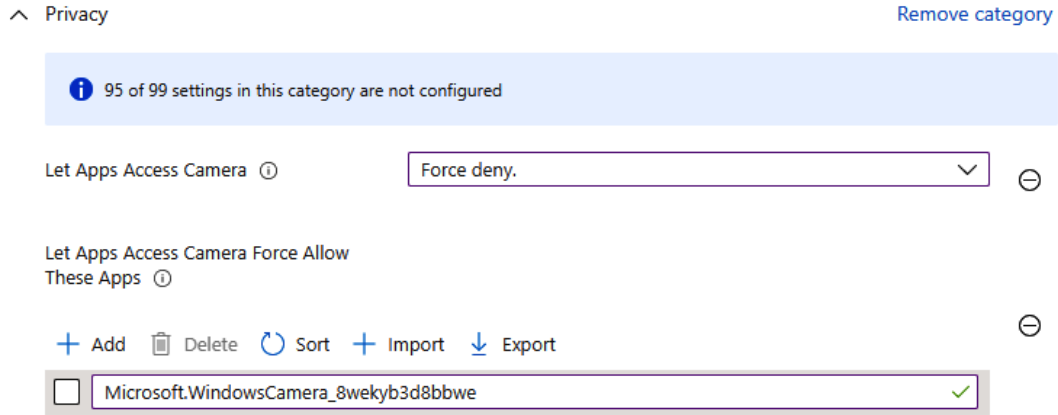 Privacy
Remove category
95 of 99 settings in this category are not configured
Let Apps Access Camera
Force deny.
Let Apps Access Camera Force Allow
These Apps
Add Delete Sort Import Export
Microsoft.WindowsCamera_8wekyb3d8bbwe